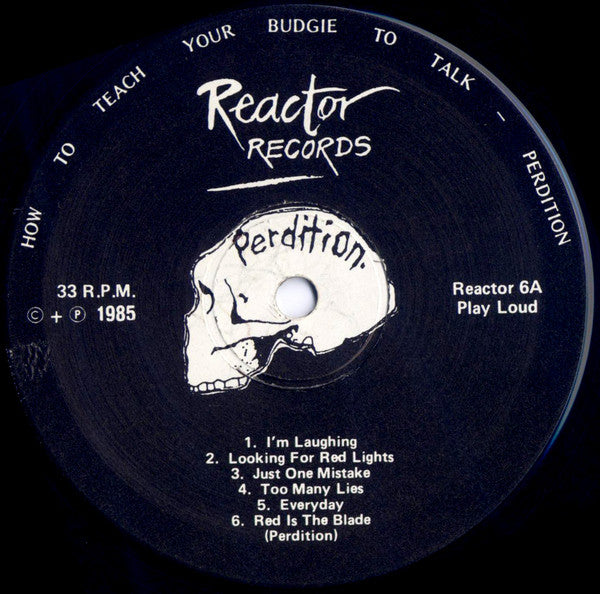 HOW TO TEACH YOUR BUDGIE TO TALK – PERDITION
Reactor
RECORDS
Perdition.
33 R.P.M.
© + ℗ 1985
Reactor 6A
Play Loud
1. I'm Laughing
2. Looking For Red Lights
3. Just One Mistake
4. Too Many Lies
5. Everyday
6. Red Is The Blade
(Perdition)